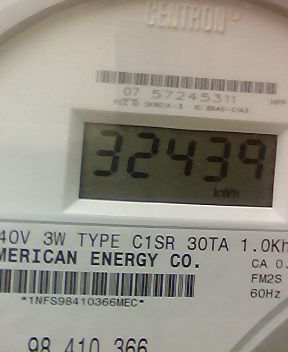 CENTRON®
07 57245311
32439
kWh
40V 3W TYPE C1SR 30TA 1.0Kh
MERICAN ENERGY CO.
CA 0.
FM2S
*1NFS98410366MEC*
60Hz
98 410 366